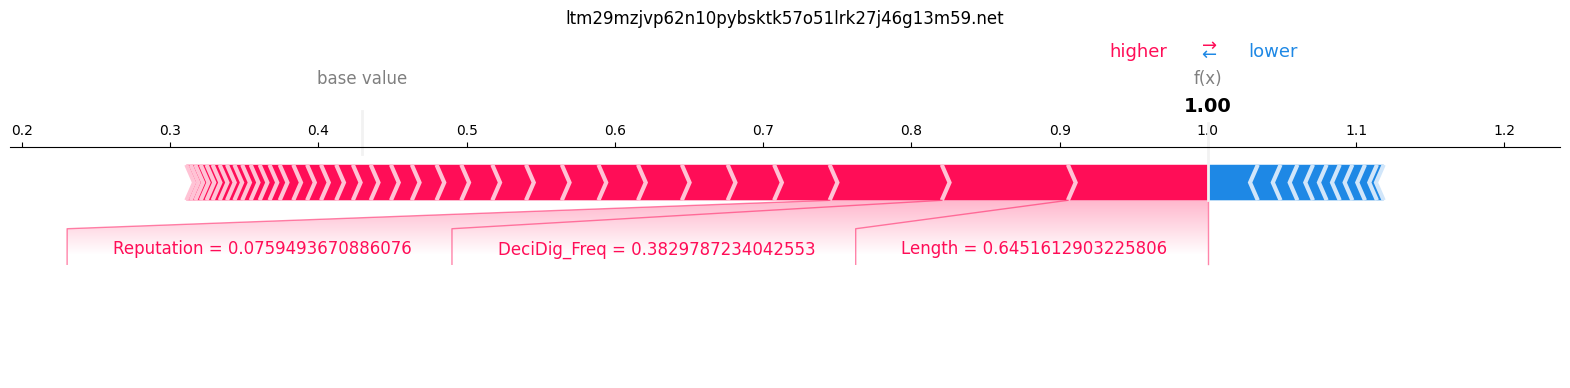 ltm29mzjvp62n10pybsktk57o51lrk27j46g13m59.net
higher ⇄ lower
base value f(x)
1.00
0.2 0.3 0.4 0.5 0.6 0.7 0.8 0.9 1.0 1.1 1.2
Reputation = 0.0759493670886076 DeciDig_Freq = 0.3829787234042553 Length = 0.6451612903225806